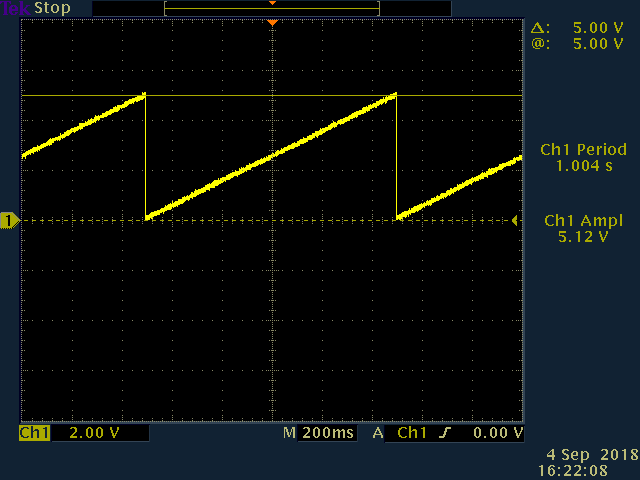 Tek Stop
Δ: 5.00 V
@: 5.00 V
Ch1 Period
1.004 s
1
Ch1 Ampl
5.12 V
Ch1 2.00 V M 200ms A Ch1 0.00 V
4 Sep 2018
16:22:08